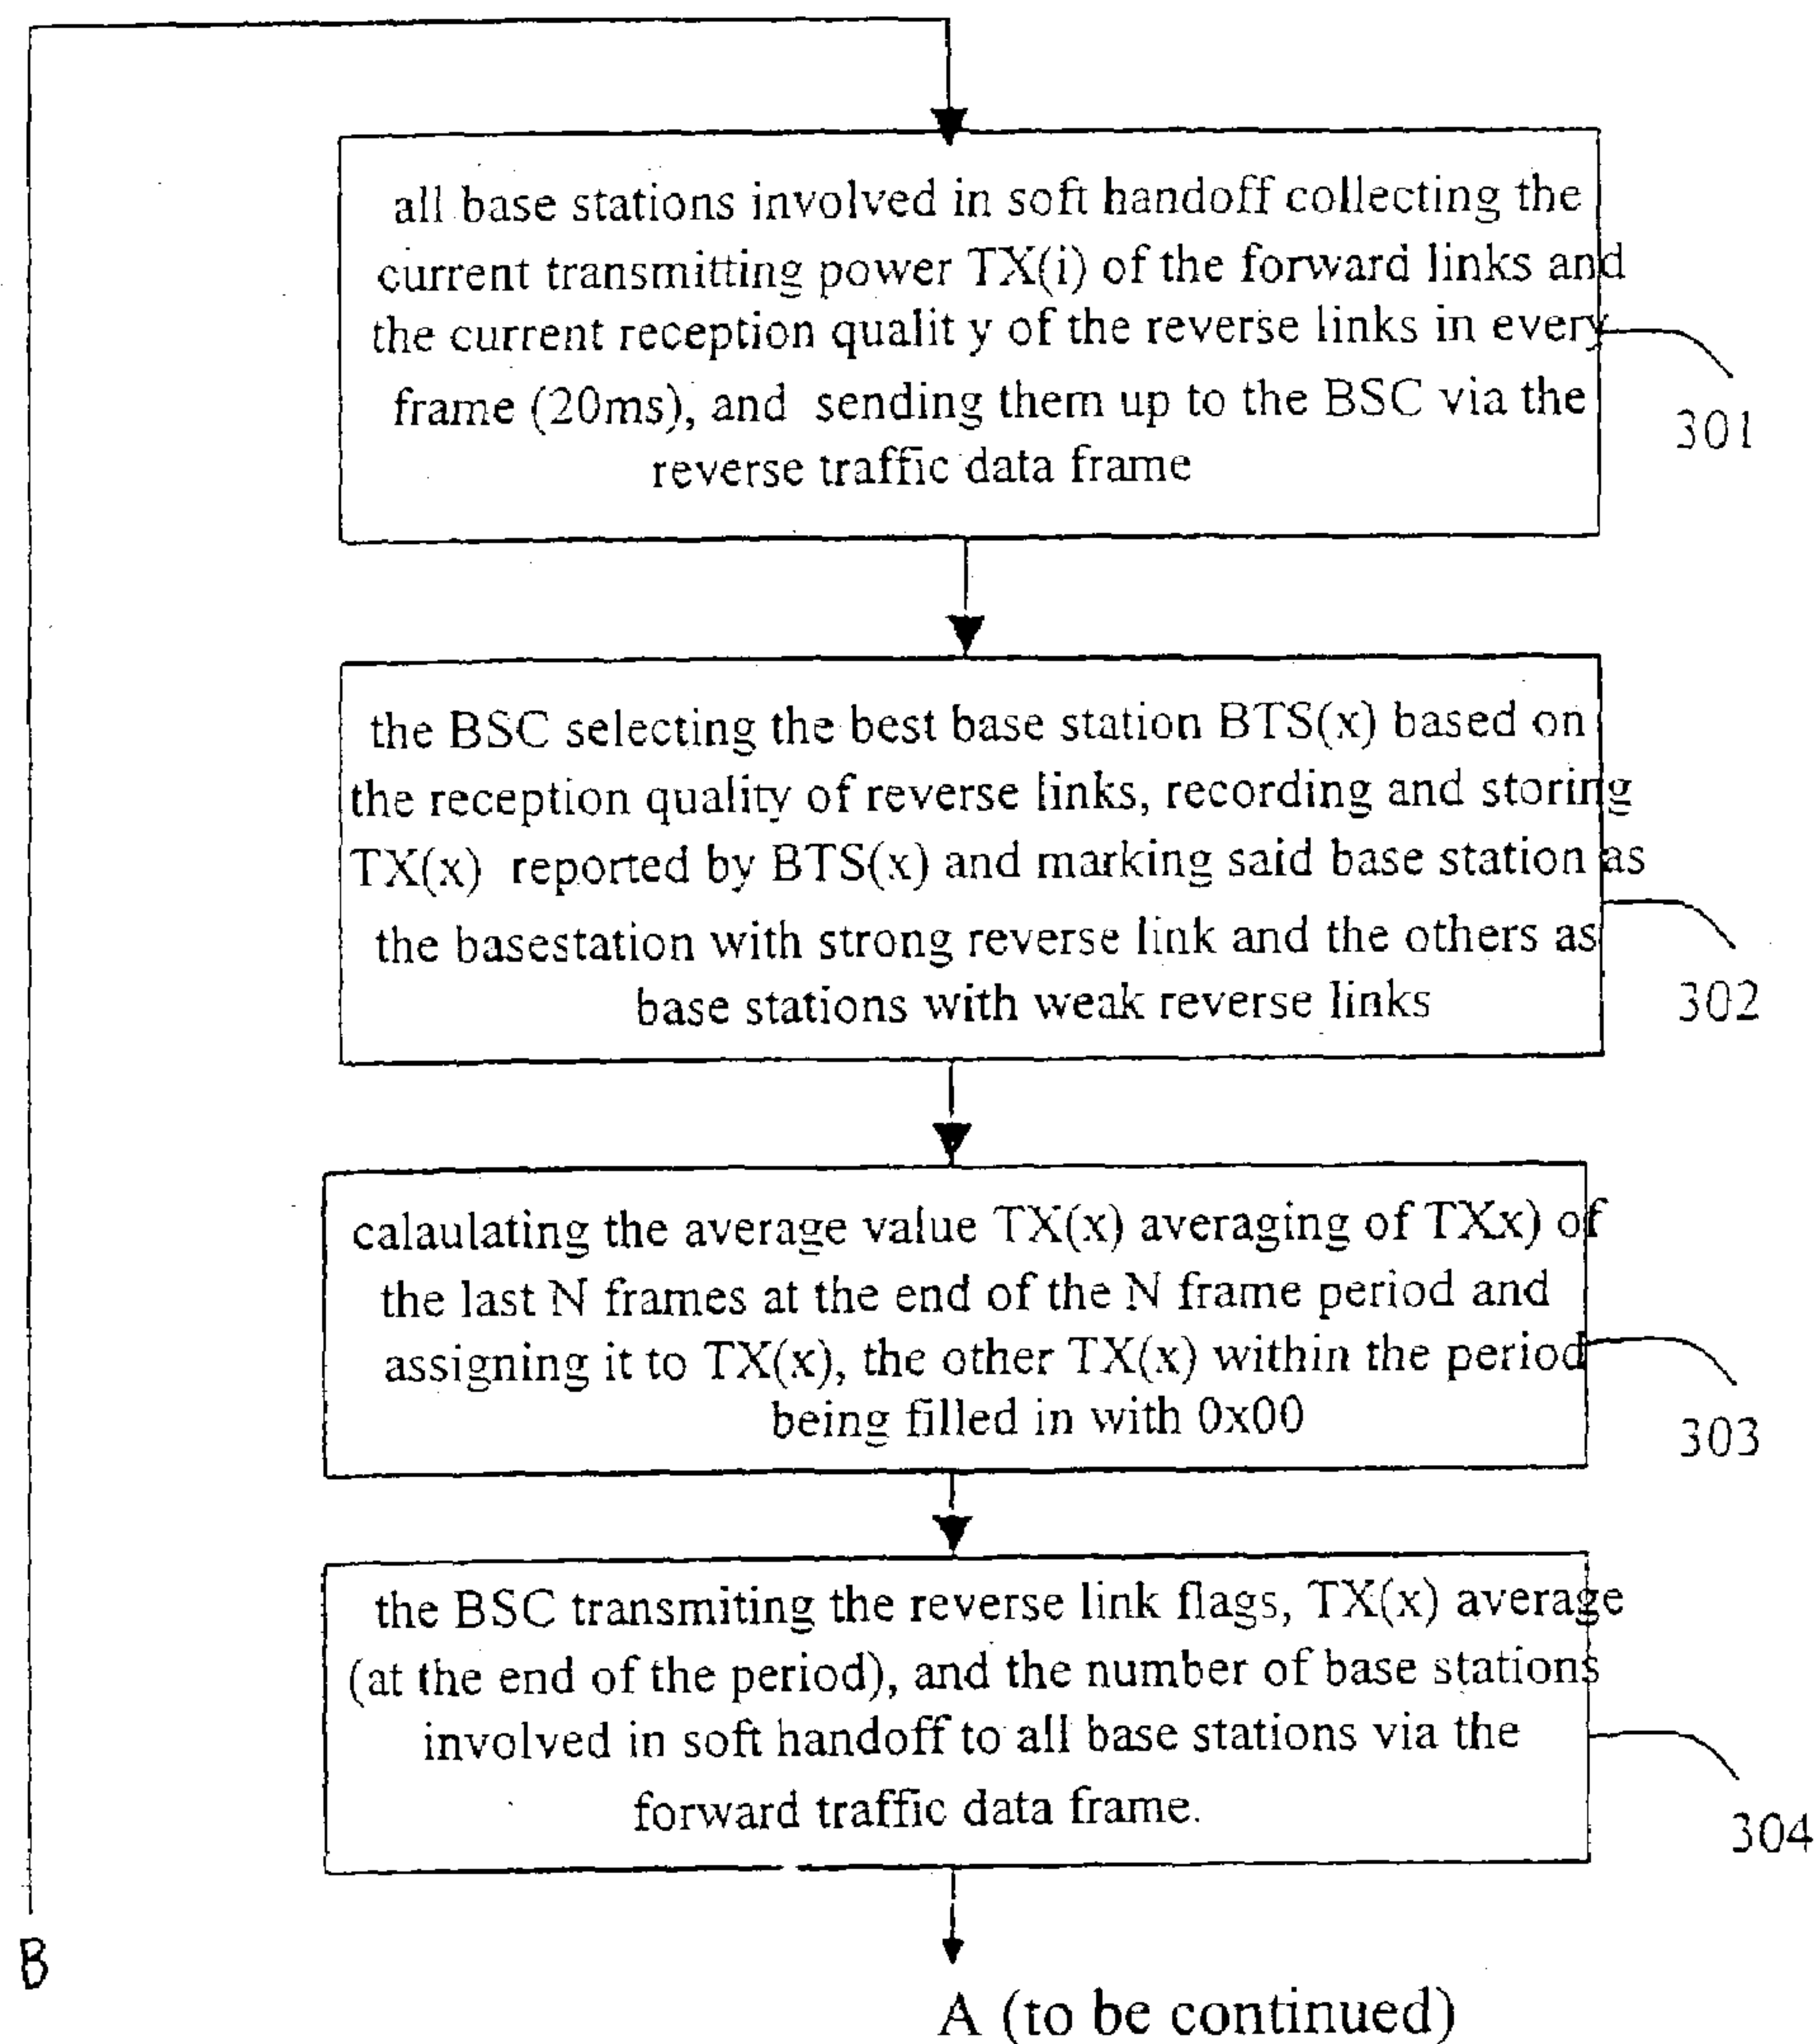 all base stations involved in soft handoff collecting the
current transmitting power TX(i) of the forward links and
the current reception qualit y of the reverse links in every
frame (20ms), and sending them up to the BSC via the
reverse traffic data frame
301
the BSC selecting the best base station BTS(x) based on
the reception quality of reverse links, recording and storing
TX(x) reported by BTS(x) and marking said base station as
the basestation with strong reverse link and the others as
base stations with weak reverse links
302
calaulating the average value TX(x) averaging of TXx) of
the last N frames at the end of the N frame period and
assigning it to TX(x), the other TX(x) within the period
being filled in with 0x00
303
the BSC transmiting the reverse link flags, TX(x) average
(at the end of the period), and the number of base stations
involved in soft handoff to all base stations via the
forward traffic data frame.
304
B
A (to be continued)